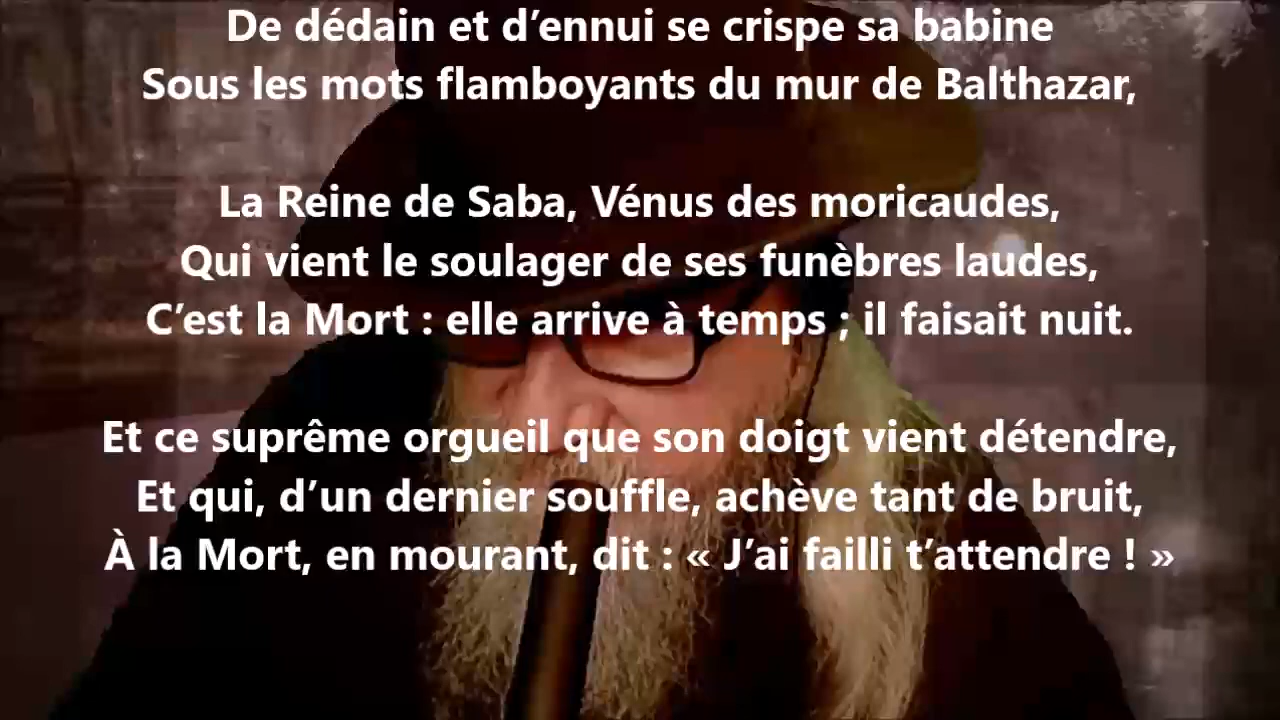 De dédain et d’ennui se crispe sa babine
Sous les mots flamboyants du mur de Balthazar,
La Reine de Saba, Vénus des moricaudes,
Qui vient le soulager de ses funèbres laudes,
C’est la Mort : elle arrive à temps ; il faisait nuit.
Et ce suprême orgueil que son doigt vient détendre,
Et qui, d’un dernier souffle, achève tant de bruit,
À la Mort, en mourant, dit : « J’ai failli t’attendre ! »